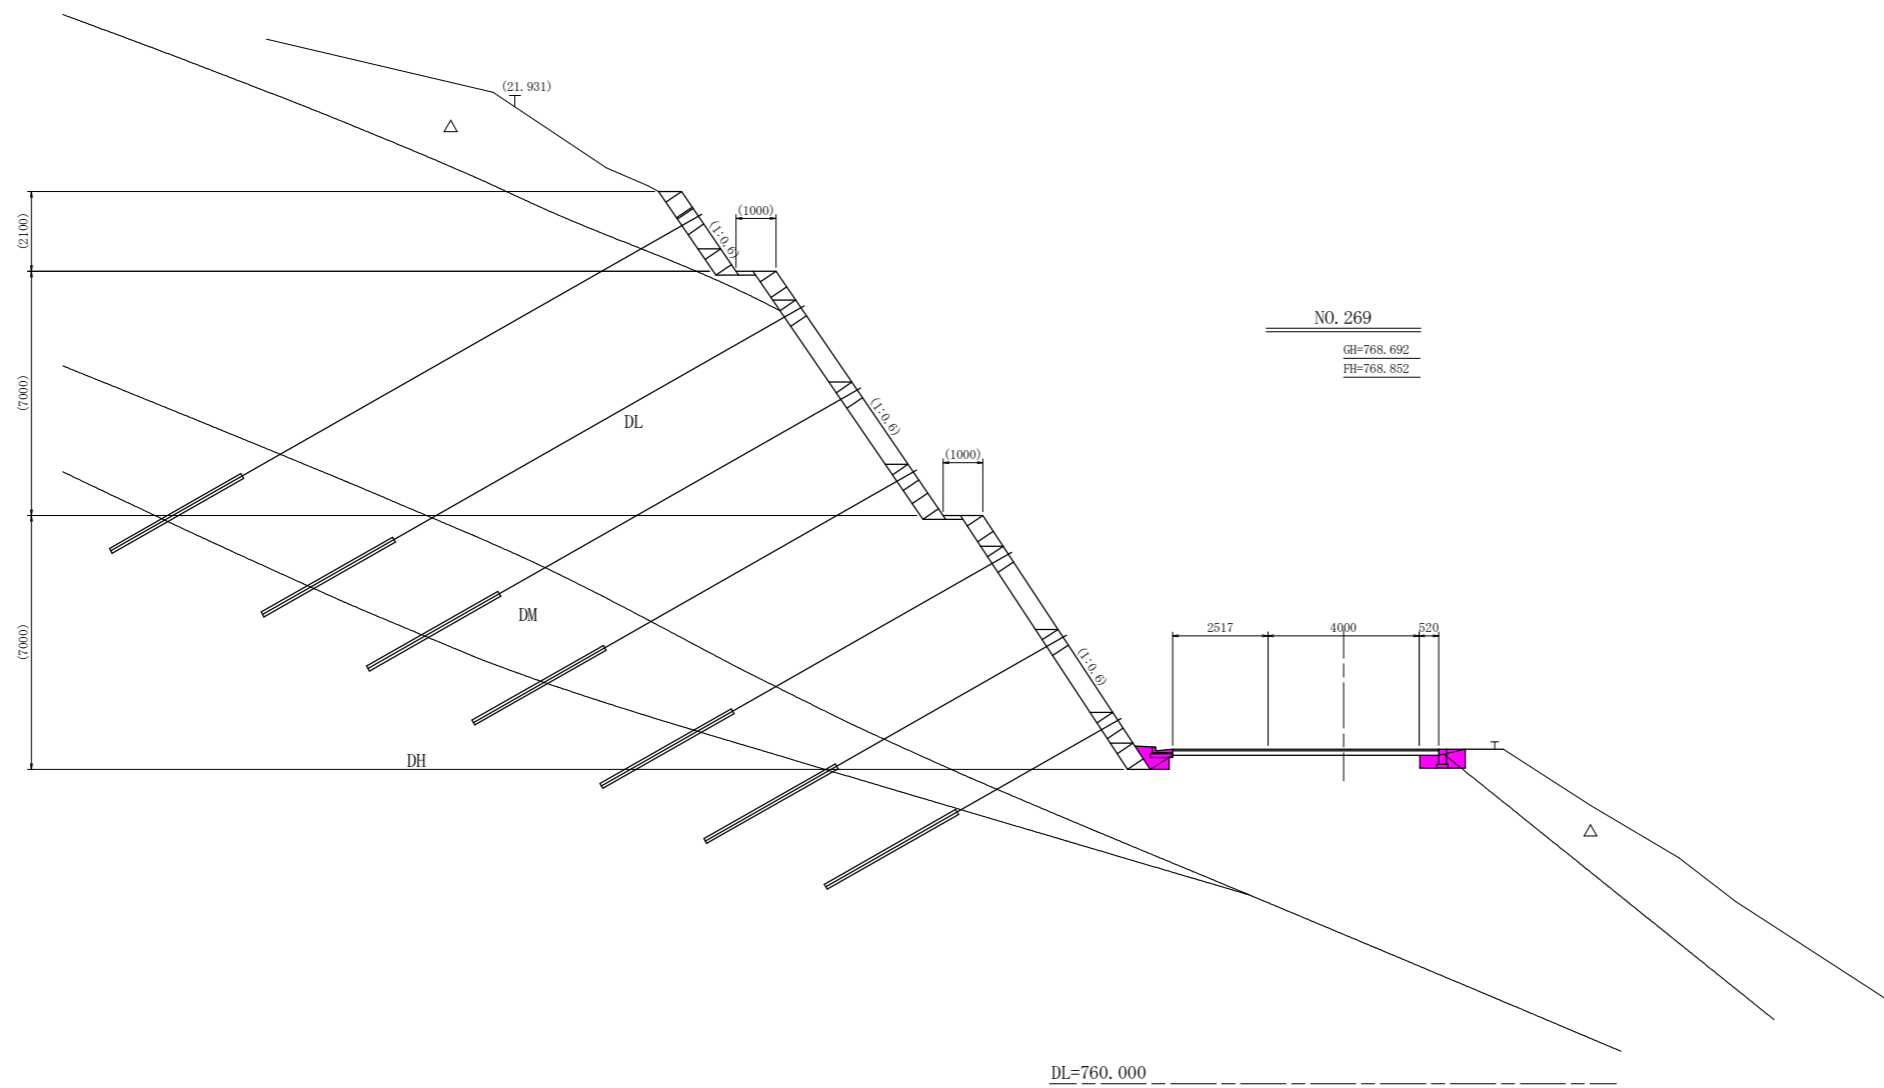 (21.931)
(2100)
(1000)
(1:0.6)
NO.269
GH=768.692
FH=768.852
(7000)
(1:0.6)
DL
(1000)
DM
(7000)
2517
4000
520
(1:0.6)
DH
DL=760.000